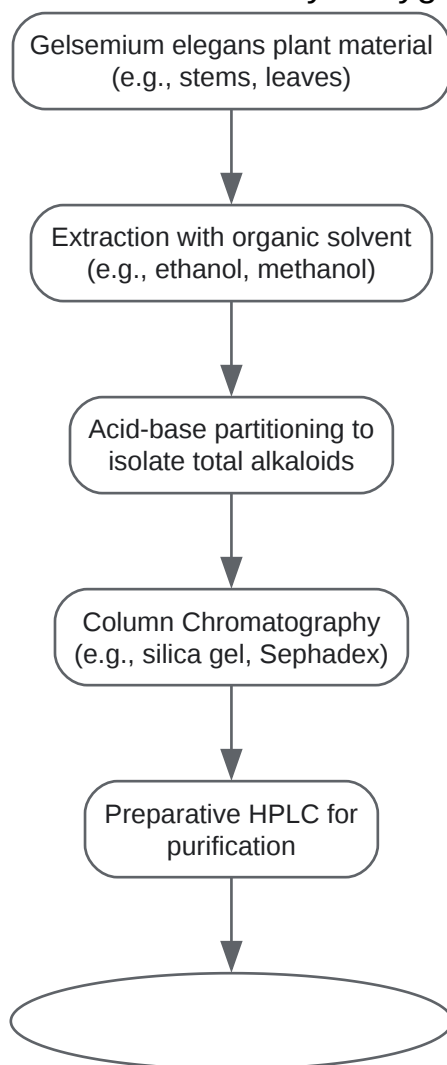 Gelsemium elegans plant material
(e.g., stems, leaves)
Extraction with organic solvent
(e.g., ethanol, methanol)
Acid-base partitioning to
isolate total alkaloids
Column Chromatography
(e.g., silica gel, Sephadex)
Preparative HPLC for
purification